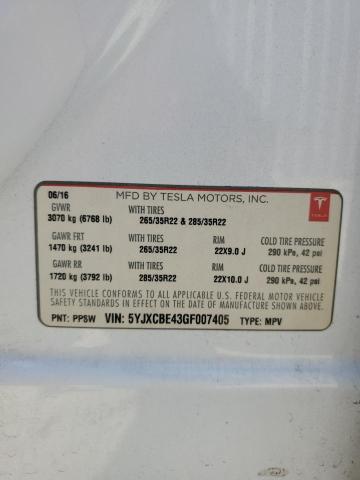 06/16 MFD BY TESLA MOTORS, INC.
GVWR WITH TIRES
3070 kg (6768 lb) 265/35R22 & 285/35R22
GAWR FRT WITH TIRES RIM COLD TIRE PRESSURE
1470 kg (3241 lb) 265/35R22 22X9.0 J 290 kPa, 42 psi
GAWR RR WITH TIRES RIM COLD TIRE PRESSURE
1720 kg (3792 lb) 285/35R22 22X10.0 J 290 kPa, 42 psi
THIS VEHICLE CONFORMS TO ALL APPLICABLE U.S. FEDERAL MOTOR VEHICLE
SAFETY STANDARDS IN EFFECT ON THE DATE OF MANUFACTURE SHOWN ABOVE.
PNT: PPSW VIN: 5YJXCBE43GF007405 TYPE: MPV
TESLA